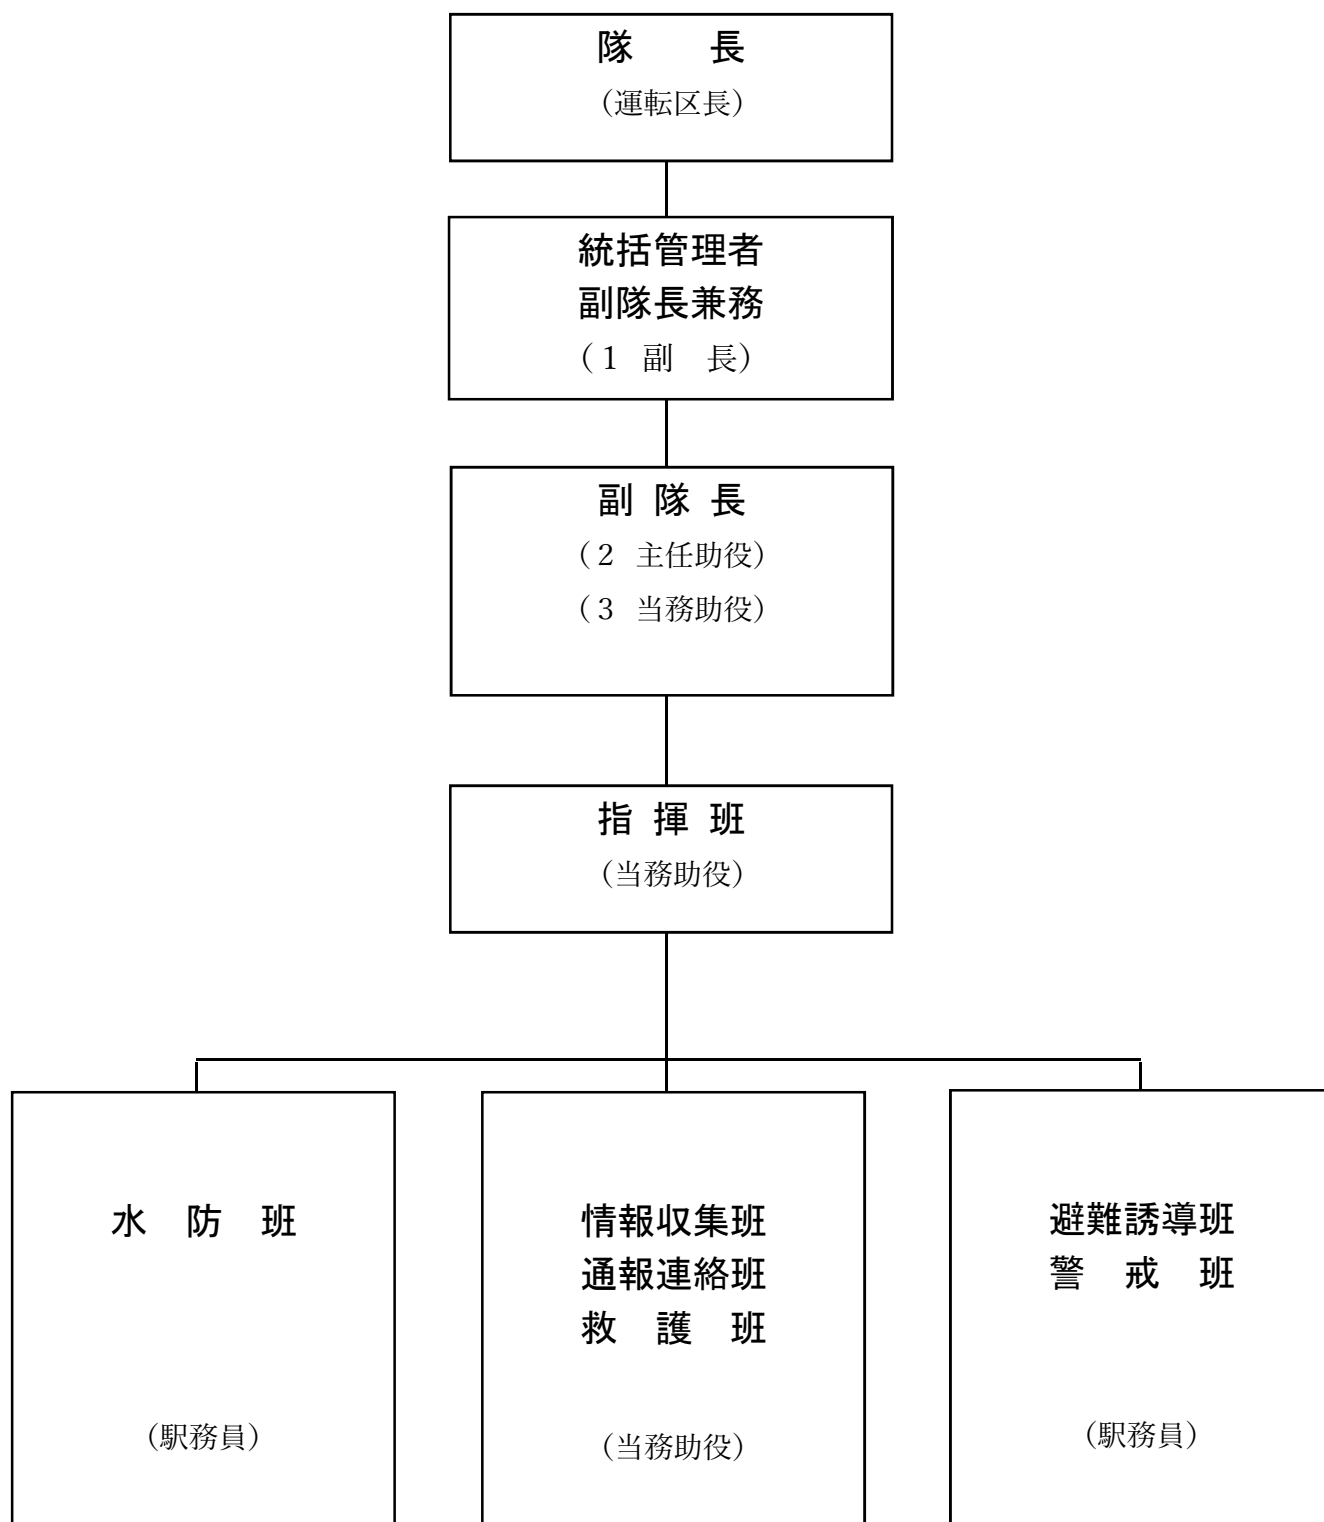 隊　長
（運転区長）
統括管理者
副隊長兼務
（１ 副　長）
副 隊 長
（２ 主任助役）
（３ 当務助役）
指 揮 班
（当務助役）
水　防　班
（駅務員）
情報収集班
通報連絡班
救　護　班
（当務助役）
避難誘導班
警　戒　班
（駅務員）